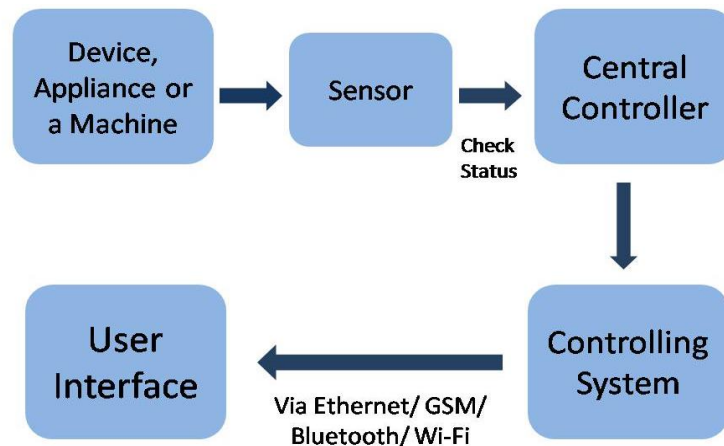 Device,
Appliance or
a Machine
Sensor
Check
Status
Central
Controller
Controlling
System
Via Ethernet/ GSM/
Bluetooth/ Wi-Fi
User
Interface